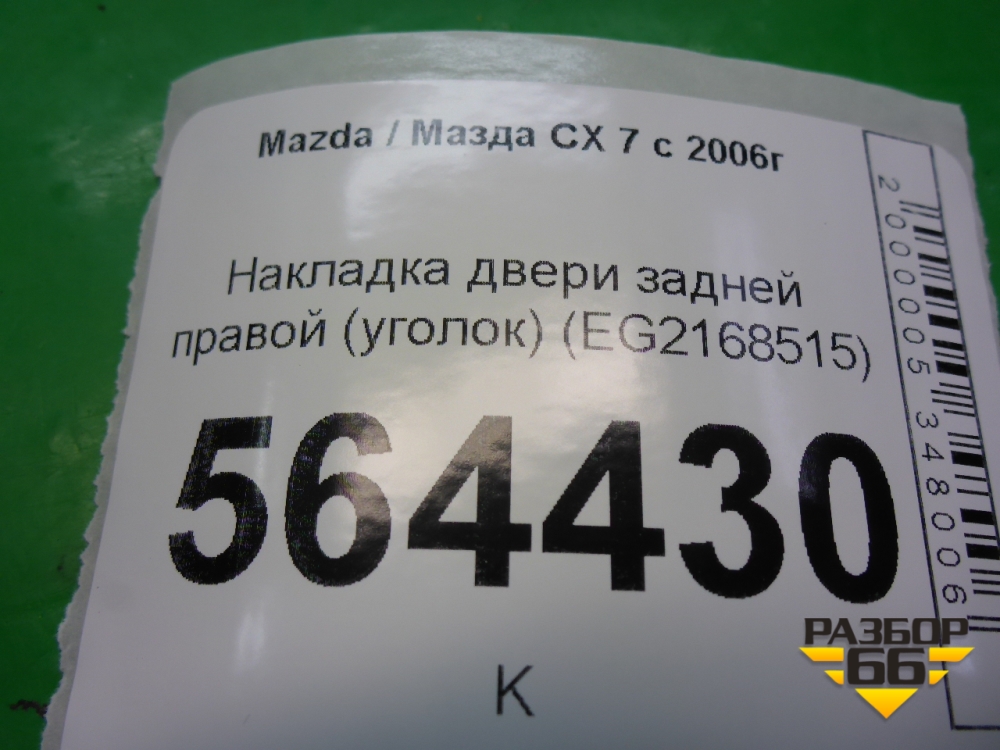 Mazda / Мазда CX 7 с 2006г
Накладка двери задней
правой (уголок) (EG2168515)
564430
К
2000005348006
РАЗБОР
66